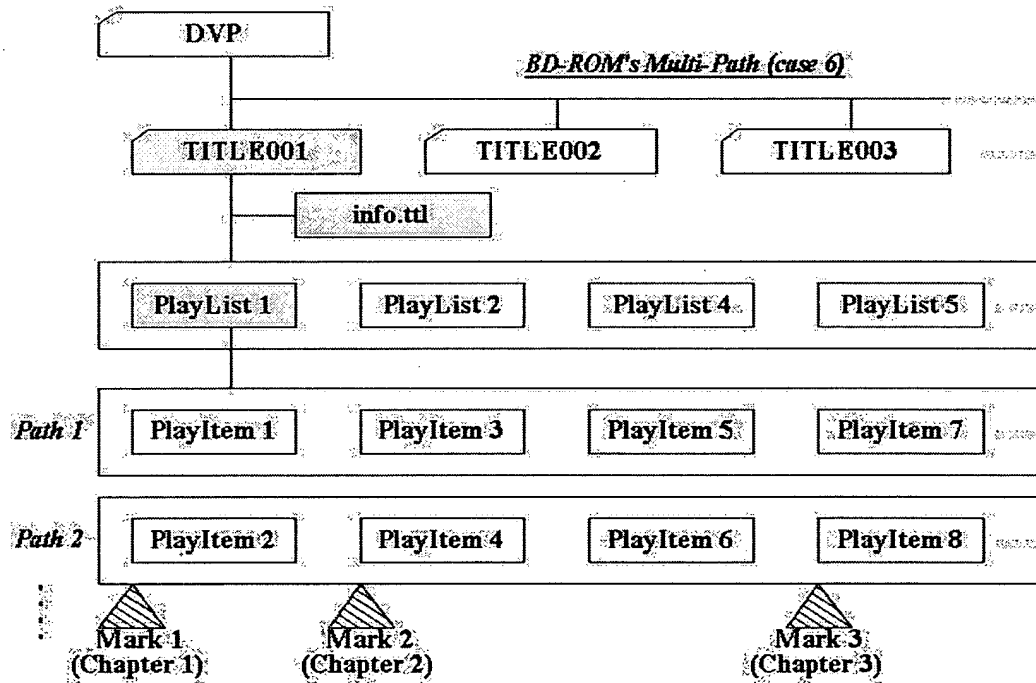 DVP
BD-ROM's Multi-Path (case 6)
TITLE001
TITLE002
TITLE003
info.ttl
PlayList 1
PlayList 2
PlayList 4
PlayList 5
Path 1
PlayItem 1
PlayItem 3
PlayItem 5
PlayItem 7
Path 2
PlayItem 2
PlayItem 4
PlayItem 6
PlayItem 8
Mark 1
(Chapter 1)
Mark 2
(Chapter 2)
Mark 3
(Chapter 3)